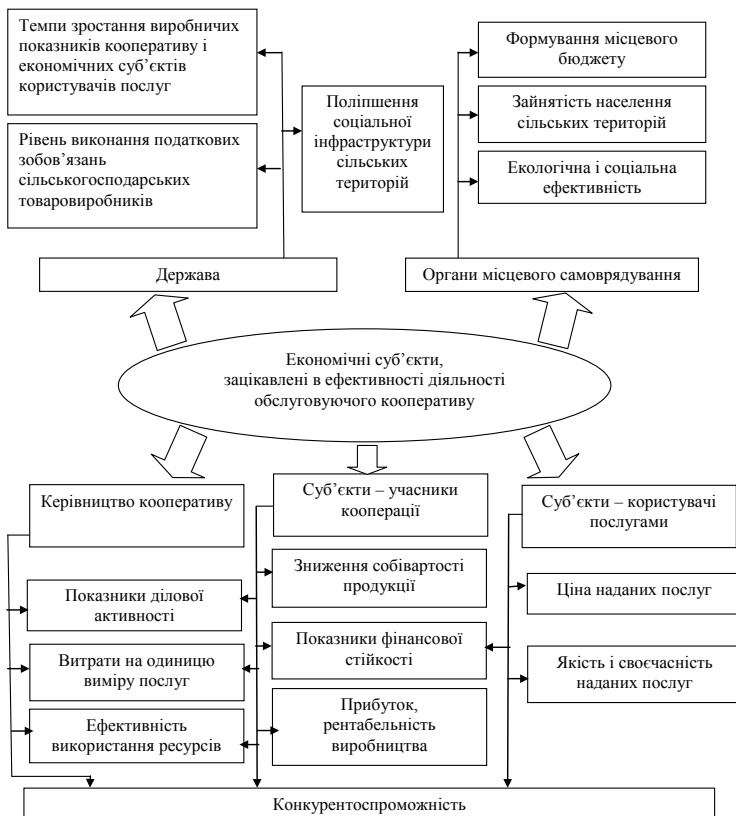 Темпи зростання виробничих
показників кооперативу і
економічних суб’єктів
користувачів послуг
Рівень виконання податкових
зобов’язань
сільськогосподарських
товаровиробників
Поліпшення
соціальної
інфраструктури
сільських
територій
Формування місцевого
бюджету
Зайнятість населення
сільських територій
Екологічна і соціальна
ефективність
Держава
Органи місцевого самоврядування
Економічні суб’єкти,
зацікавлені в ефективності діяльності
обслуговуючого кооперативу
Керівництво кооперативу
Показники ділової
активності
Витрати на одиницю
виміру послуг
Ефективність
використання ресурсів
Суб’єкти – учасники
кооперації
Зниження собівартості
продукції
Показники фінансової
стійкості
Прибуток,
рентабельність
виробництва
Суб’єкти – користувачі
послугами
Ціна наданих послуг
Якість і своєчасність
наданих послуг
Конкурентоспроможність